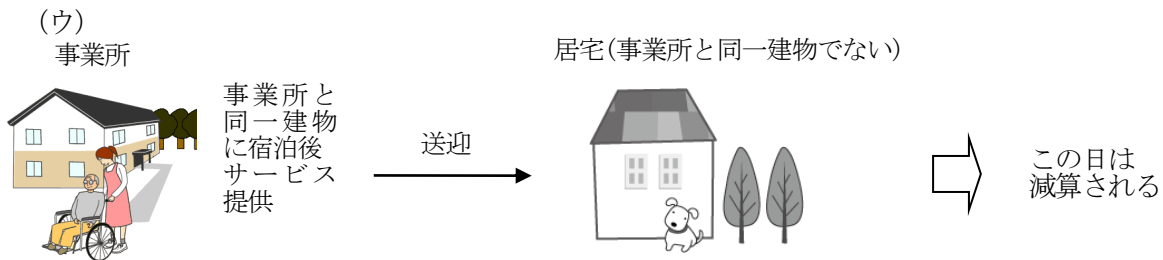 (ウ)
事業所
事業所と
同一建物
に宿泊後
サービス
提供
送迎
居宅(事業所と同一建物でない)
この日は
減算される